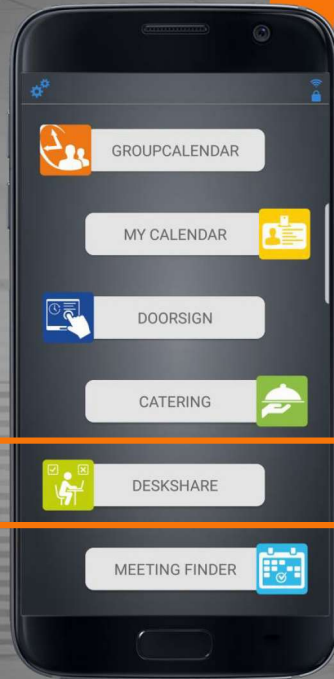 GROUPCALENDAR
MY CALENDAR
DOORSIGN
CATERING
DESKSHARE
MEETING FINDER